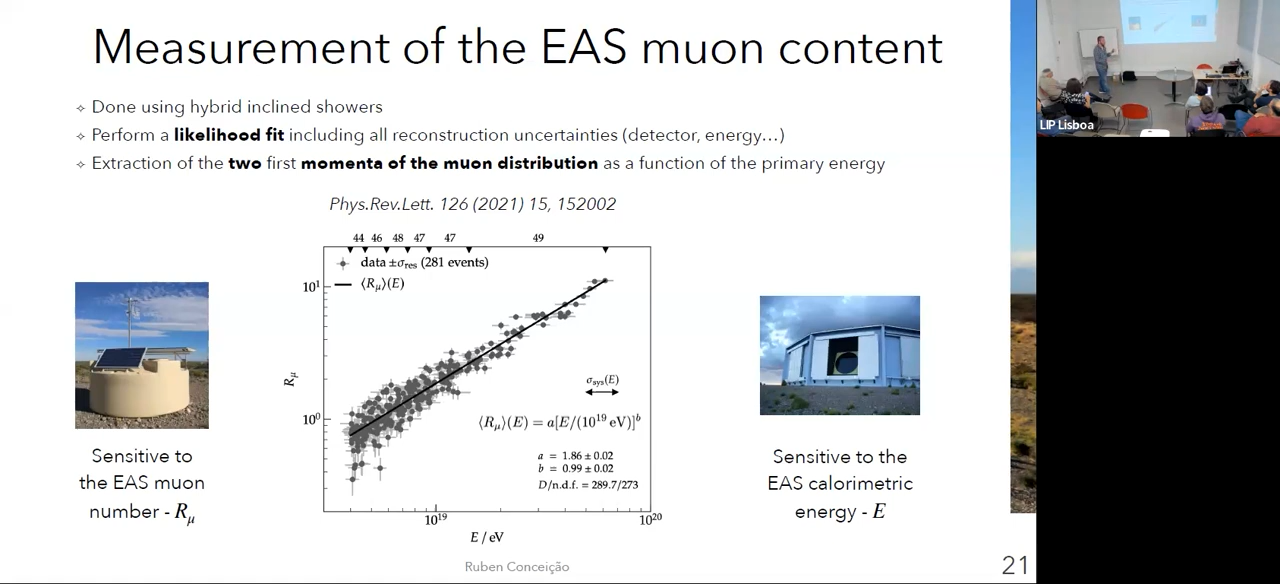 Measurement of the EAS muon content
✧ Done using hybrid inclined showers
✧ Perform a likelihood fit including all reconstruction uncertainties (detector, energy…)
✧ Extraction of the two first momenta of the muon distribution as a function of the primary energy
Phys.Rev.Lett. 126 (2021) 15, 152002
44 46 48 47 47 49
data ±σres (281 events)
⟨Rμ⟩(E)
10¹
10⁰
Rμ
σsys(E)
⟨Rμ⟩(E) = a[E/(10¹⁹ eV)]ᵇ
a = 1.86 ± 0.02
b = 0.99 ± 0.02
D/n.d.f. = 289.7/273
10¹⁹ 10²⁰
E / eV
Sensitive to
the EAS muon
number - Rμ
Sensitive to the
EAS calorimetric
energy - E
Ruben Conceição
21
LIP Lisboa